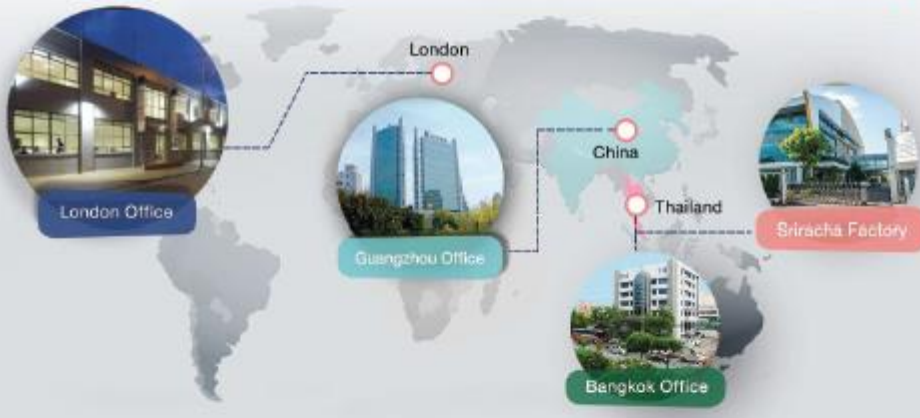 London
London Office
China
Guangzhou Office
Thailand
Sriracha Factory
Bangkok Office